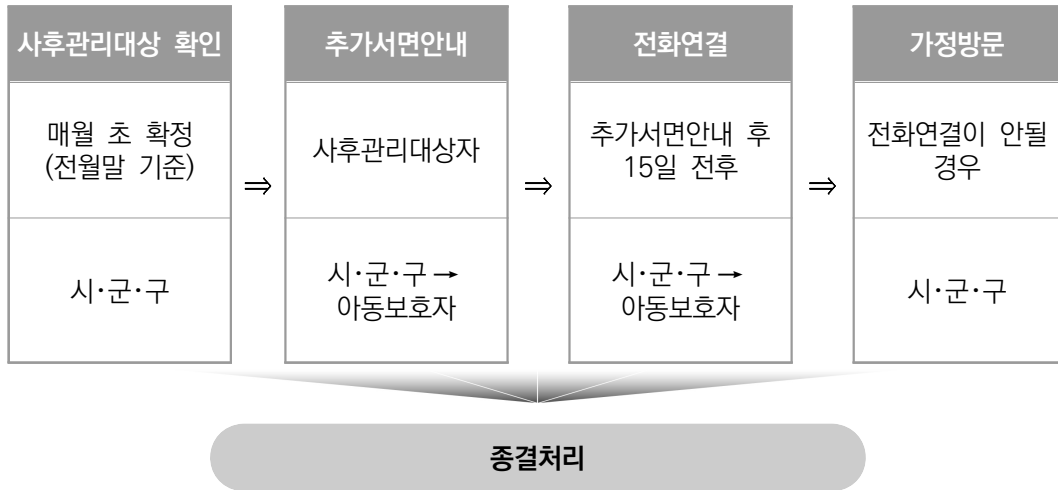 사후관리대상 확인
매월 초 확정
(전월말 기준)
시·군·구
⇒
추가서면안내
사후관리대상자
시·군·구→
아동보호자
⇒
전화연결
추가서면안내 후
15일 전후
시·군·구→
아동보호자
⇒
가정방문
전화연결이 안될
경우
시·군·구
종결처리